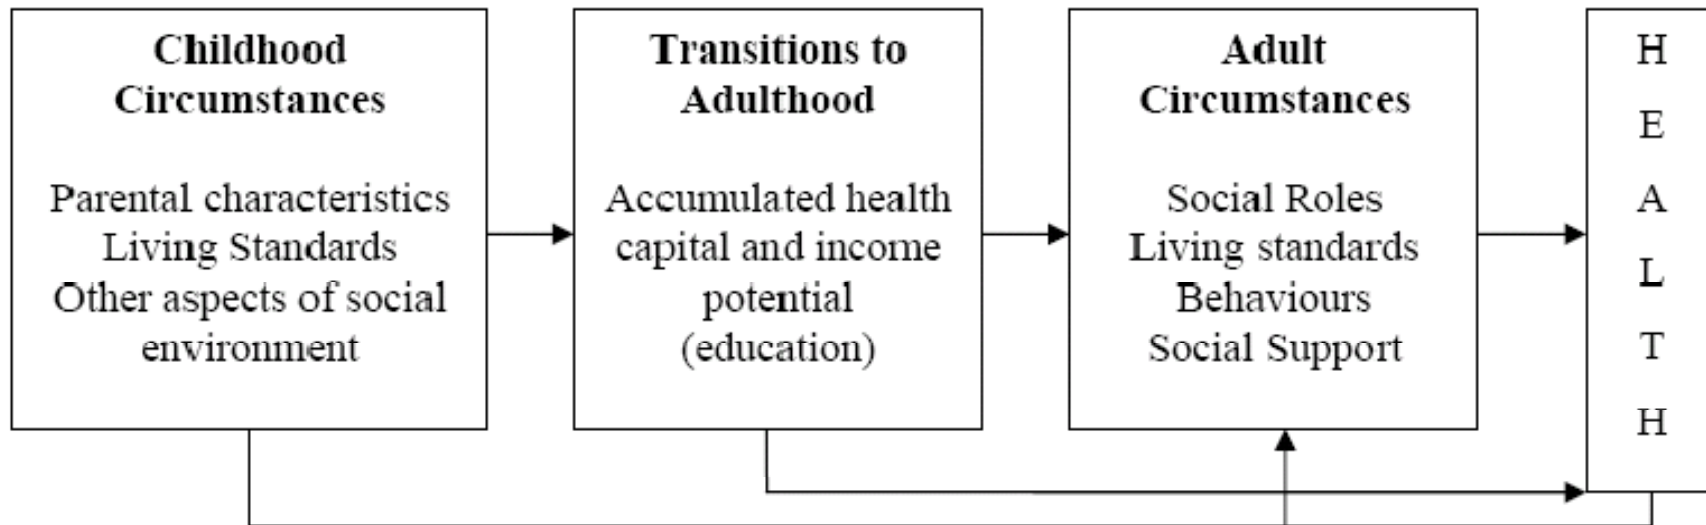 Childhood
Circumstances
Parental characteristics
Living Standards
Other aspects of social
environment
Transitions to
Adulthood
Accumulated health
capital and income
potential
(education)
Adult
Circumstances
Social Roles
Living standards
Behaviours
Social Support
H
E
A
L
T
H